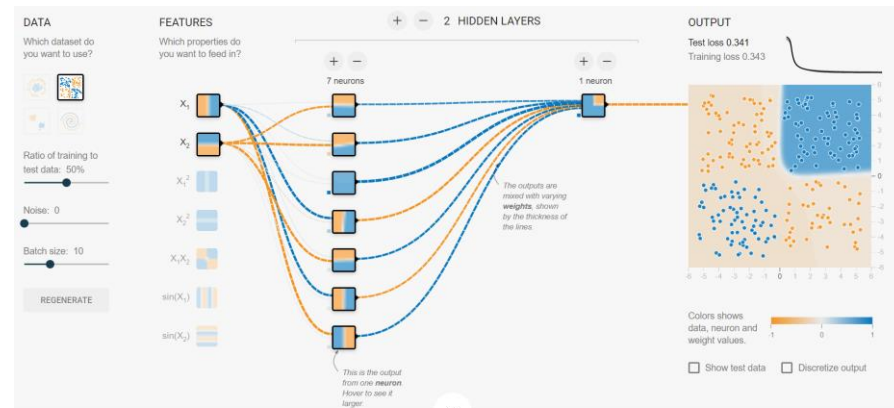 DATA
Which dataset do
you want to use?
Ratio of training to
test data: 50%
Noise: 0
Batch size: 10
REGENERATE
FEATURES
Which properties do
you want to feed in?
X₁
X₂
X₁²
X₂²
X₁X₂
sin(X₁)
sin(X₂)
+ − 2 HIDDEN LAYERS
+ −
7 neurons
+ −
1 neuron
The outputs are
mixed with varying
weights, shown
by the thickness of
the lines.
This is the output
from one neuron.
Hover to see it
larger
OUTPUT
Test loss 0.341
Training loss 0.343
6
5
4
3
2
1
0
-1
-2
-3
-4
-5
-6
-6 -5 -4 -3 -2 -1 0 1 2 3 4 5 6
Colors shows
data, neuron and
weight values.
-1 0 1
Show test data Discretize output